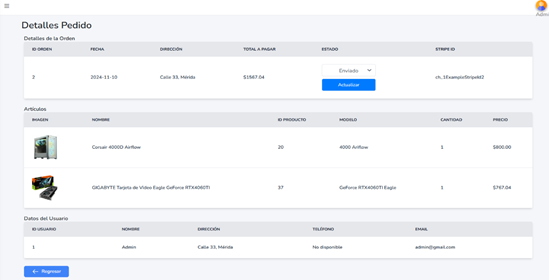 Admin
Detalles Pedido
Detalles de la Orden
ID ORDEN FECHA DIRECCIÓN TOTAL A PAGAR ESTADO STRIPE ID
2 2024-11-10 Calle 33, Mérida $1567.04 Enviado ch_1ExampleStripeId2
Actualizar
Artículos
IMAGEN NOMBRE ID PRODUCTO MODELO CANTIDAD PRECIO
Corsair 4000D Airflow 20 4000 Airflow 1 $800.00
GIGABYTE Tarjeta de Video Eagle GeForce RTX4060TI 37 GeForce RTX4060TI Eagle 1 $767.04
Datos del Usuario
ID USUARIO NOMBRE DIRECCIÓN TELÉFONO EMAIL
1 Admin Calle 33, Mérida No disponible admin@gmail.com
Regresar